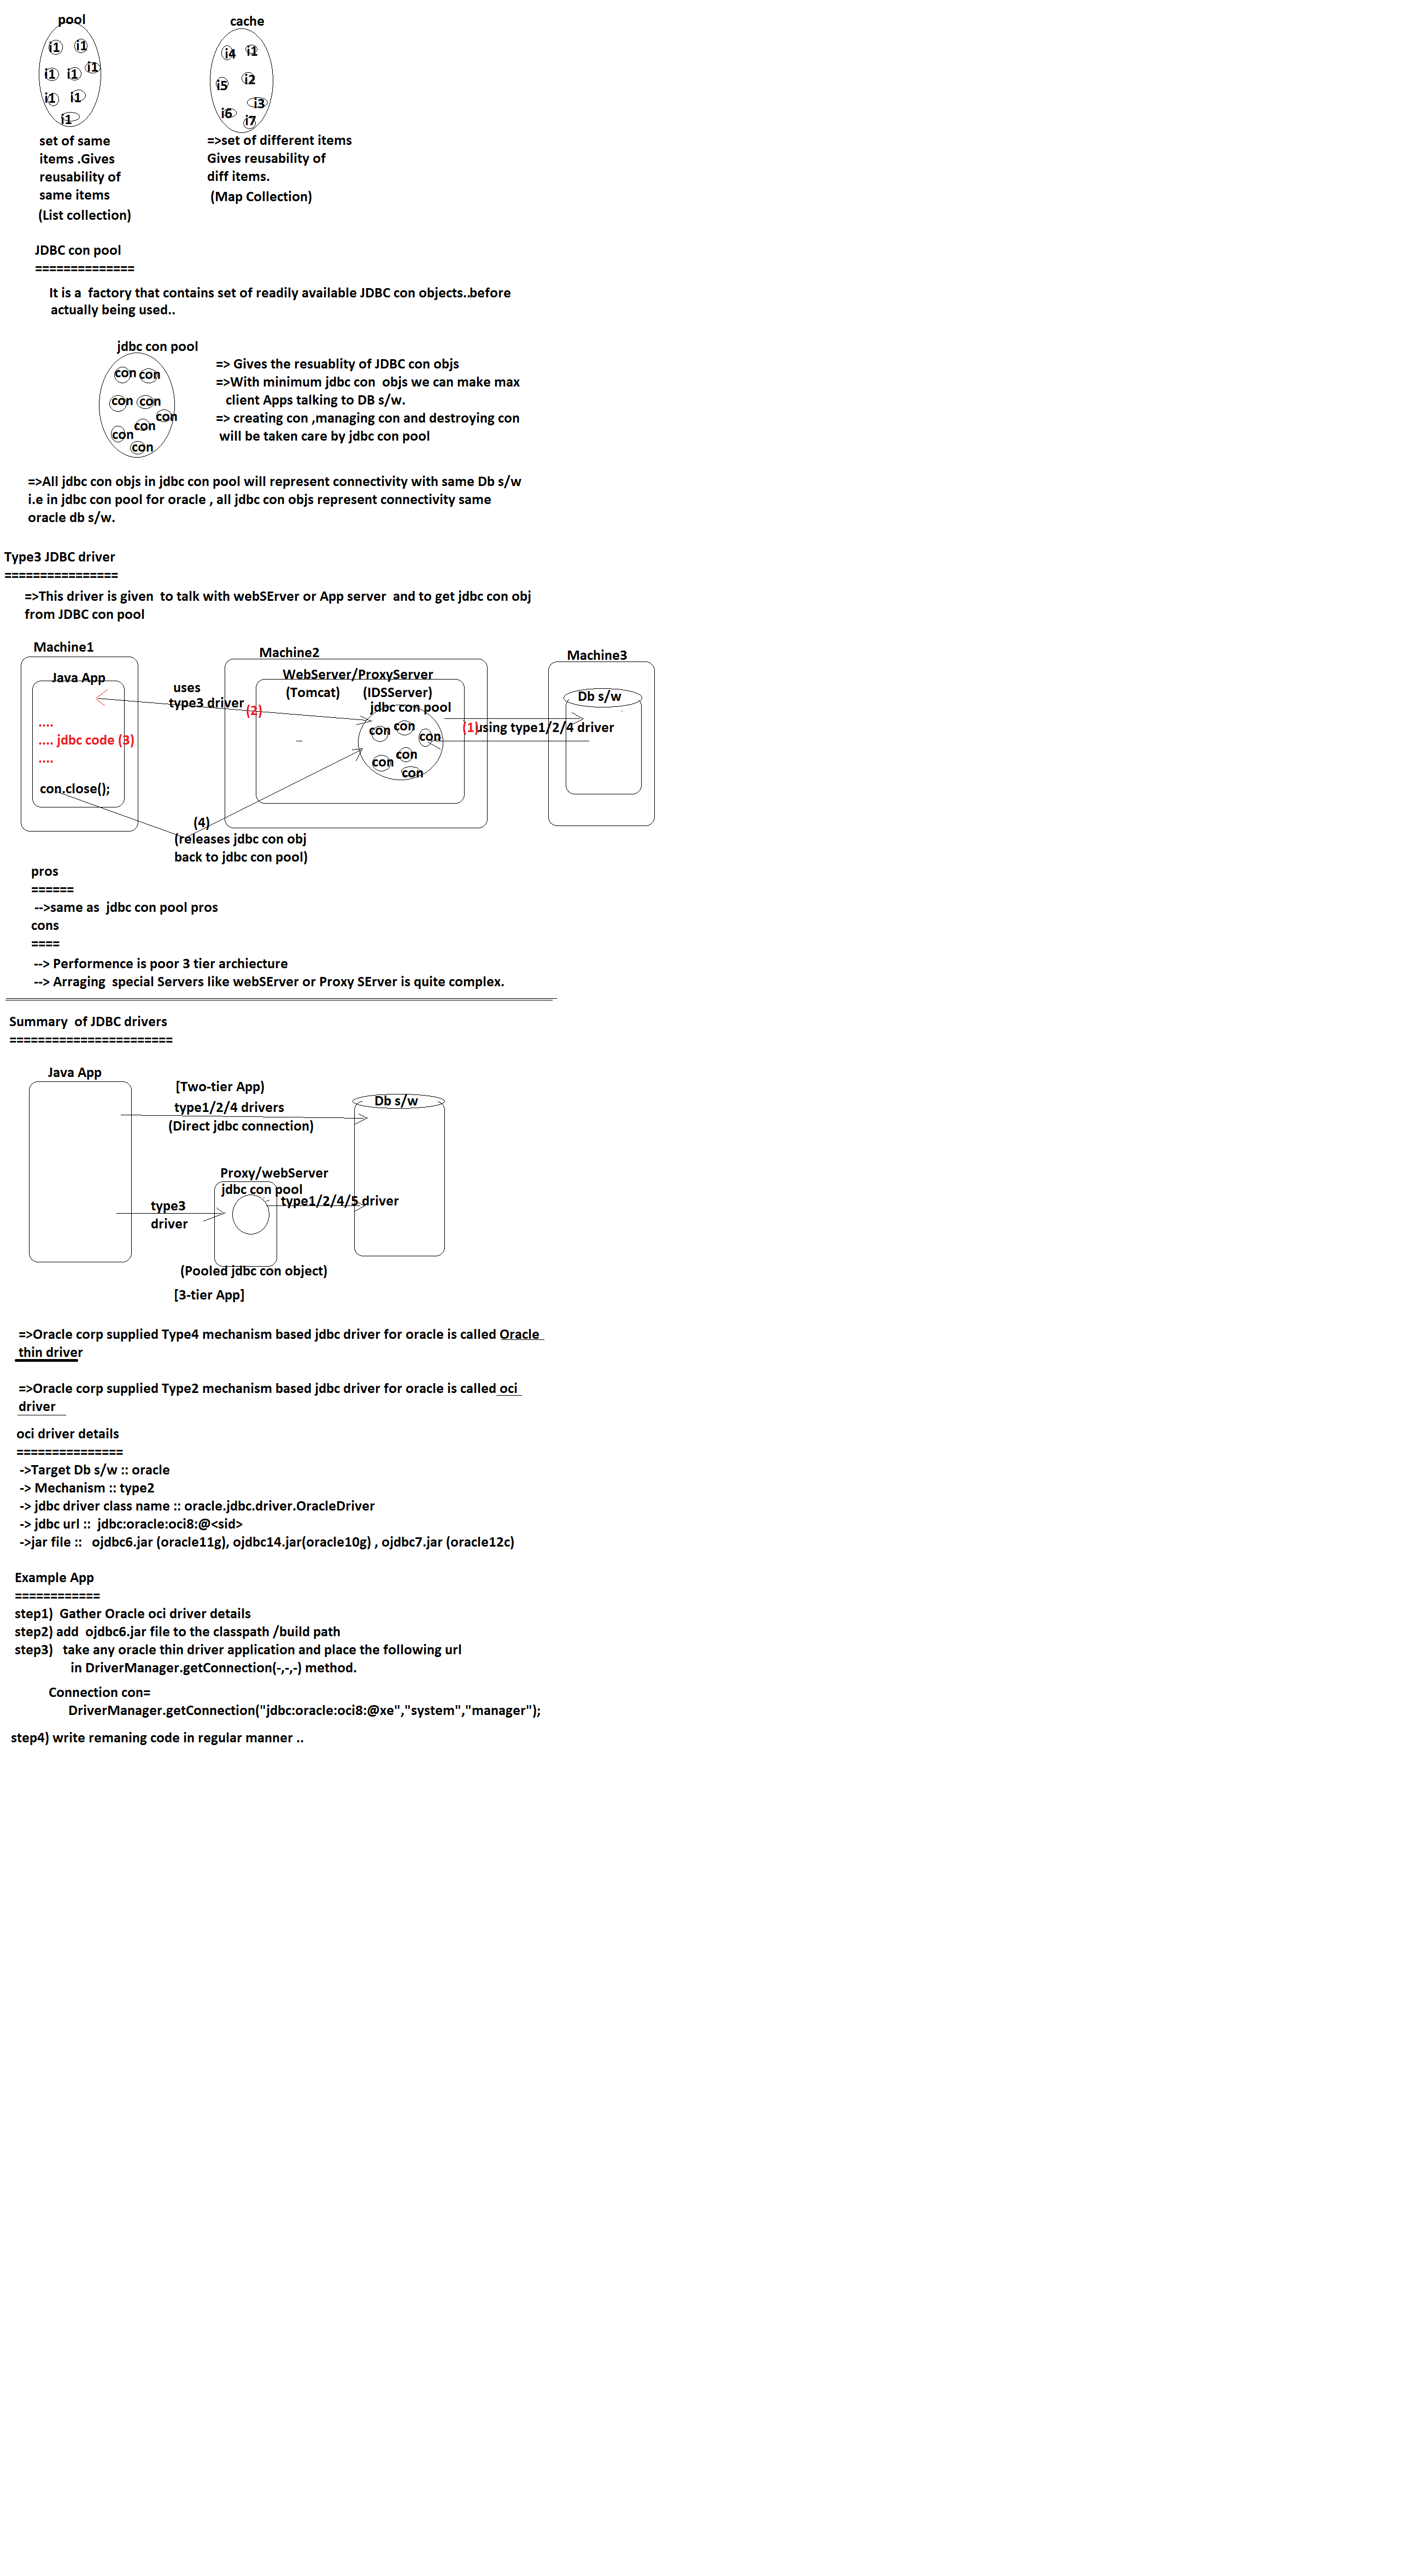 pool
i1 i1
i1 i1 i1
i1 i1
i1
set of same
items .Gives
reusability of
same items
(List collection)
cache
i4 i1
i5 i2
i6 i3
i7
=>set of different items
Gives reusability of
diff items.
(Map Collection)
JDBC con pool
==============
It is a factory that contains set of readily available JDBC con objects..before
actually being used..
jdbc con pool
con con
con con
con
con
con
con
=> Gives the resuablity of JDBC con objs
=>With minimum jdbc con objs we can make max
client Apps talking to DB s/w.
=> creating con ,managing con and destroying con
will be taken care by jdbc con pool
=>All jdbc con objs in jdbc con pool will represent connectivity with same Db s/w
i.e in jdbc con pool for oracle , all jdbc con objs represent connectivity same
oracle db s/w.
Type3 JDBC driver
================
=>This driver is given to talk with webSErver or App server and to get jdbc con obj
from JDBC con pool
Machine1
Java App
....
.... jdbc code (3)
....
con.close();
uses
type3 driver
(2)
Machine2
WebServer/ProxyServer
(Tomcat) (IDSServer)
jdbc con pool
con con
con
con con
con
(1)using type1/2/4 driver
Machine3
Db s/w
(4)
(releases jdbc con obj
back to jdbc con pool)
pros
======
-->same as jdbc con pool pros
cons
====
--> Performence is poor 3 tier archiecture
--> Arraging special Servers like webSErver or Proxy SErver is quite complex.
Summary of JDBC drivers
=======================
Java App
[Two-tier App)
type1/2/4 drivers
(Direct jdbc connection)
Db s/w
Proxy/webServer
jdbc con pool
type1/2/4/5 driver
type3
driver
(Pooled jdbc con object)
[3-tier App]
=>Oracle corp supplied Type4 mechanism based jdbc driver for oracle is called Oracle
thin driver
=>Oracle corp supplied Type2 mechanism based jdbc driver for oracle is called oci
driver
oci driver details
===============
->Target Db s/w :: oracle
-> Mechanism :: type2
-> jdbc driver class name :: oracle.jdbc.driver.OracleDriver
-> jdbc url :: jdbc:oracle:oci8:@<sid>
->jar file :: ojdbc6.jar (oracle11g), ojdbc14.jar(oracle10g) , ojdbc7.jar (oracle12c)
Example App
============
step1) Gather Oracle oci driver details
step2) add ojdbc6.jar file to the classpath /build path
step3) take any oracle thin driver application and place the following url
in DriverManager.getConnection(-,-,-) method.
Connection con=
DriverManager.getConnection("jdbc:oracle:oci8:@xe","system","manager");
step4) write remaning code in regular manner ..